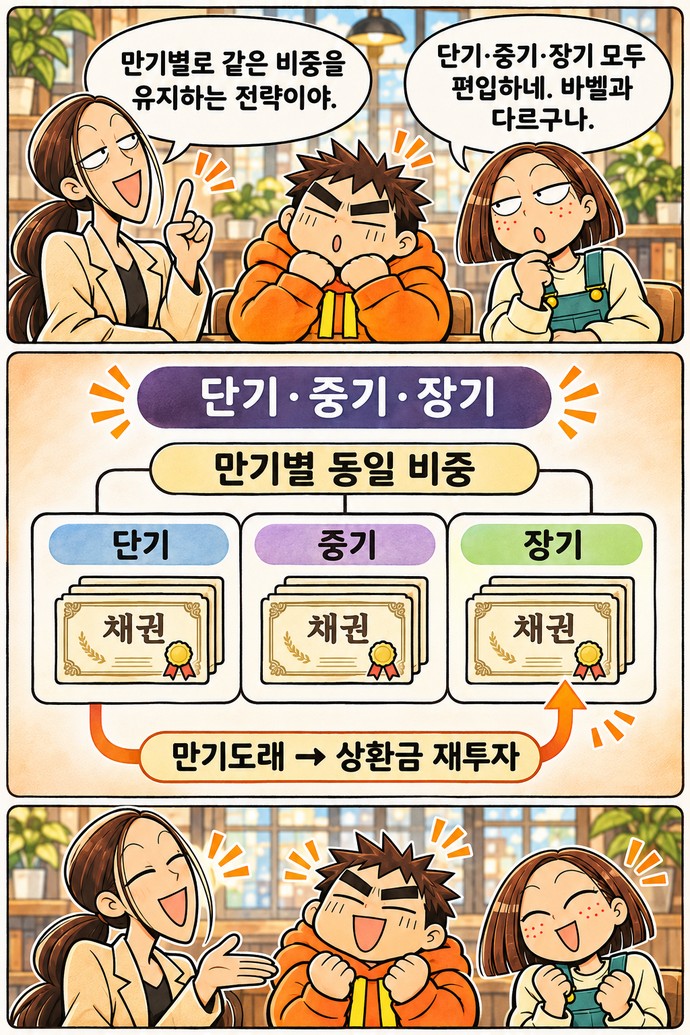 만기별로 같은 비중을
유지하는 전략이야.
단기·중기·장기 모두
편입하네. 바벨과
다르구나.
단기·중기·장기
만기별 동일 비중
단기
중기
장기
채권
채권
채권
만기도래 → 상환금 재투자